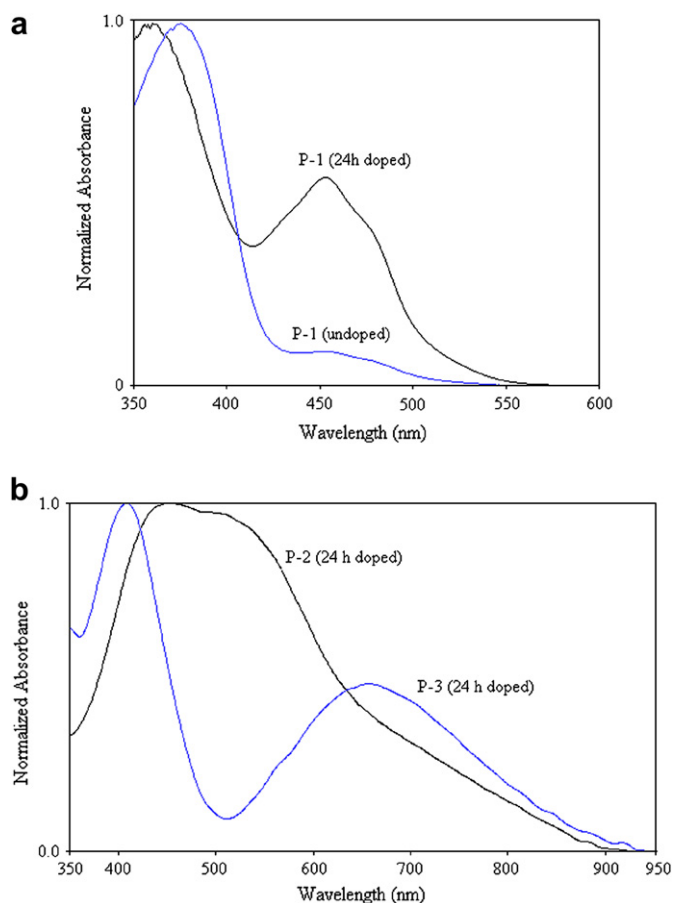 a
1.0
P-1 (24h doped)
Normalized Absorbance
P-1 (undoped)
0
350 400 450 500 550 600
Wavelength (nm)
b
1.0
P-2 (24 h doped)
P-3 (24 h doped)
Normalized Absorbance
0.0
350 400 500 600 700 800 900 950
Wavelength (nm)